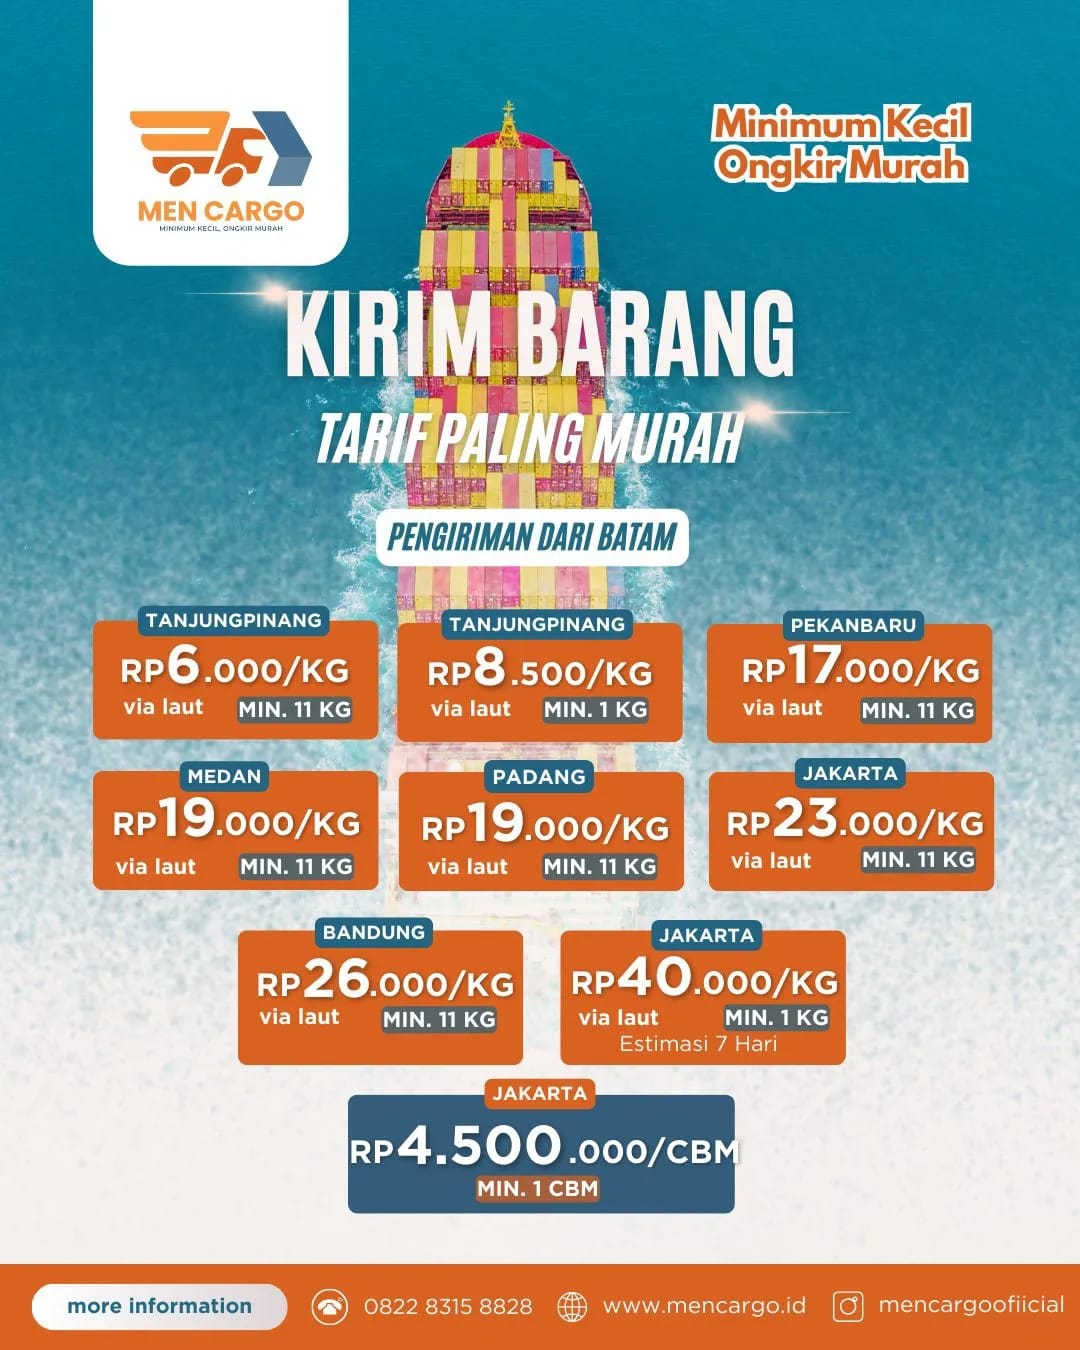 MEN CARGO
MINIMUM KECIL, ONGKIR MURAH
Minimum Kecil
Ongkir Murah
KIRIM BARANG
TARIF PALING MURAH
PENGIRIMAN DARI BATAM
TANJUNGPINANG
RP6.000/KG
via laut MIN. 11 KG
TANJUNGPINANG
RP8.500/KG
via laut MIN. 1 KG
PEKANBARU
RP17.000/KG
via laut MIN. 11 KG
MEDAN
RP19.000/KG
via laut MIN. 11 KG
PADANG
RP19.000/KG
via laut MIN. 11 KG
JAKARTA
RP23.000/KG
via laut MIN. 11 KG
BANDUNG
RP26.000/KG
via laut MIN. 11 KG
JAKARTA
RP40.000/KG
via laut MIN. 1 KG
Estimasi 7 Hari
JAKARTA
RP4.500.000/CBM
MIN. 1 CBM
more information 0822 8315 8828 www.mencargo.id mencargoofiicial